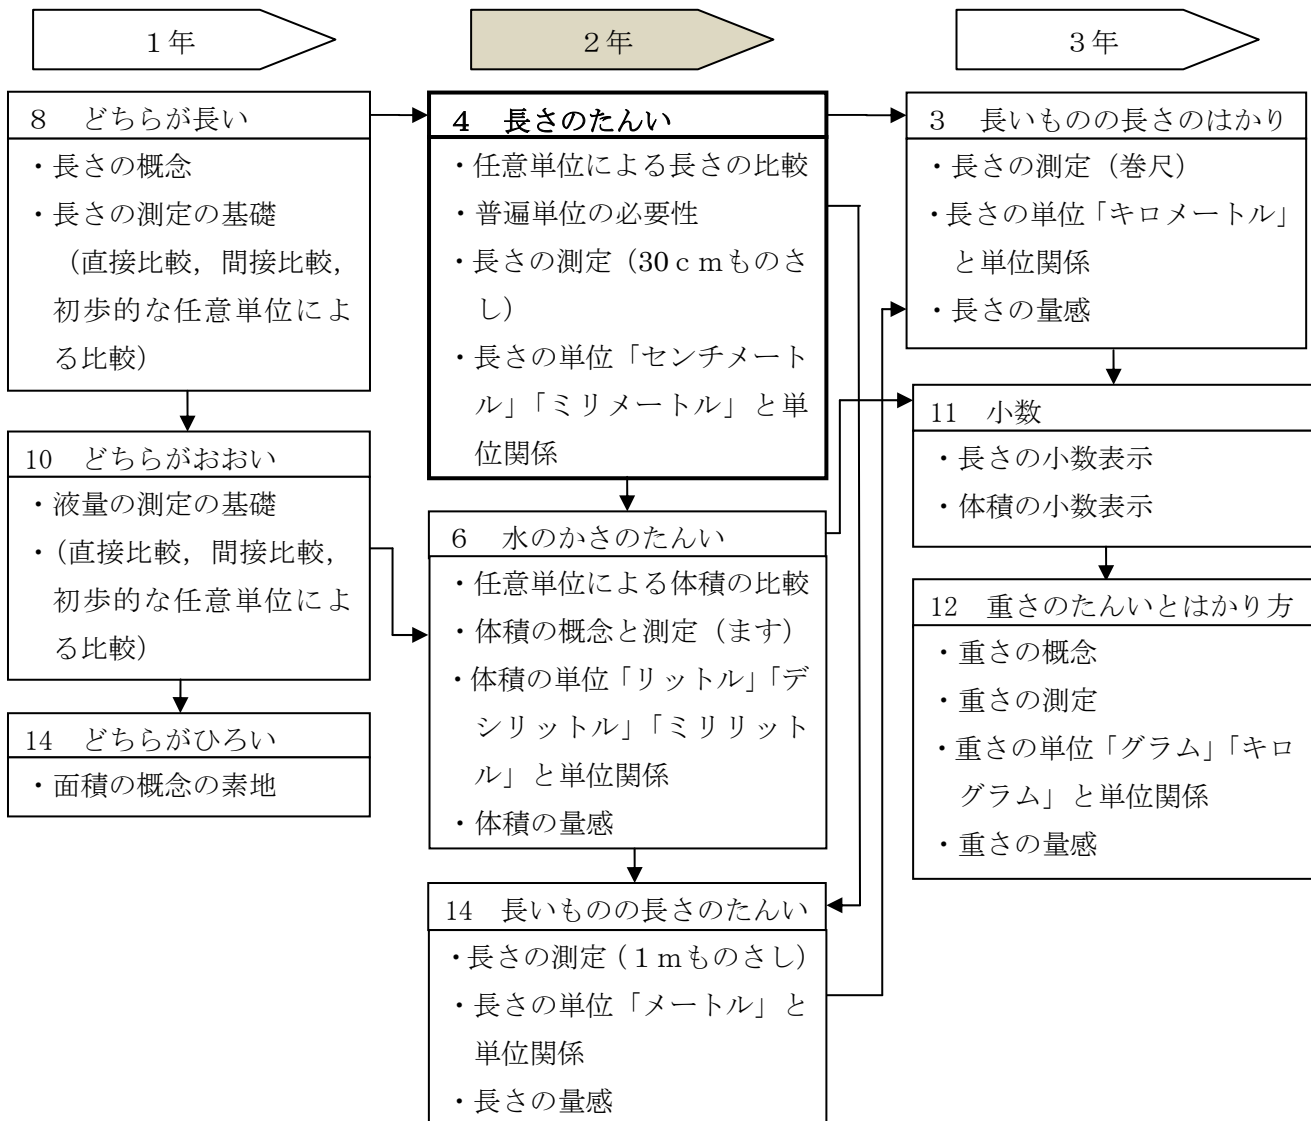 １年
２年
３年
８　どちらが長い
・長さの概念
・長さの測定の基礎
（直接比較，間接比較，
初歩的な任意単位によ
る比較）
10　どちらがおおい
・液量の測定の基礎
・（直接比較，間接比較，
初歩的な任意単位によ
る比較）
14　どちらがひろい
・面積の概念の素地
４　長さのたんい
・任意単位による長さの比較
・普遍単位の必要性
・長さの測定（30ｃｍものさ
し）
・長さの単位「センチメート
ル」「ミリメートル」と単
位関係
６　水のかさのたんい
・任意単位による体積の比較
・体積の概念と測定（ます）
・体積の単位「リットル」「デ
シリットル」「ミリリット
ル」と単位関係
・体積の量感
14　長いものの長さのたんい
・長さの測定（１ｍものさし）
・長さの単位「メートル」と
単位関係
・長さの量感
３　長いものの長さのはかり
・長さの測定（巻尺）
・長さの単位「キロメートル」
と単位関係
・長さの量感
11　小数
・長さの小数表示
・体積の小数表示
12　重さのたんいとはかり方
・重さの概念
・重さの測定
・重さの単位「グラム」「キロ
グラム」と単位関係
・重さの量感